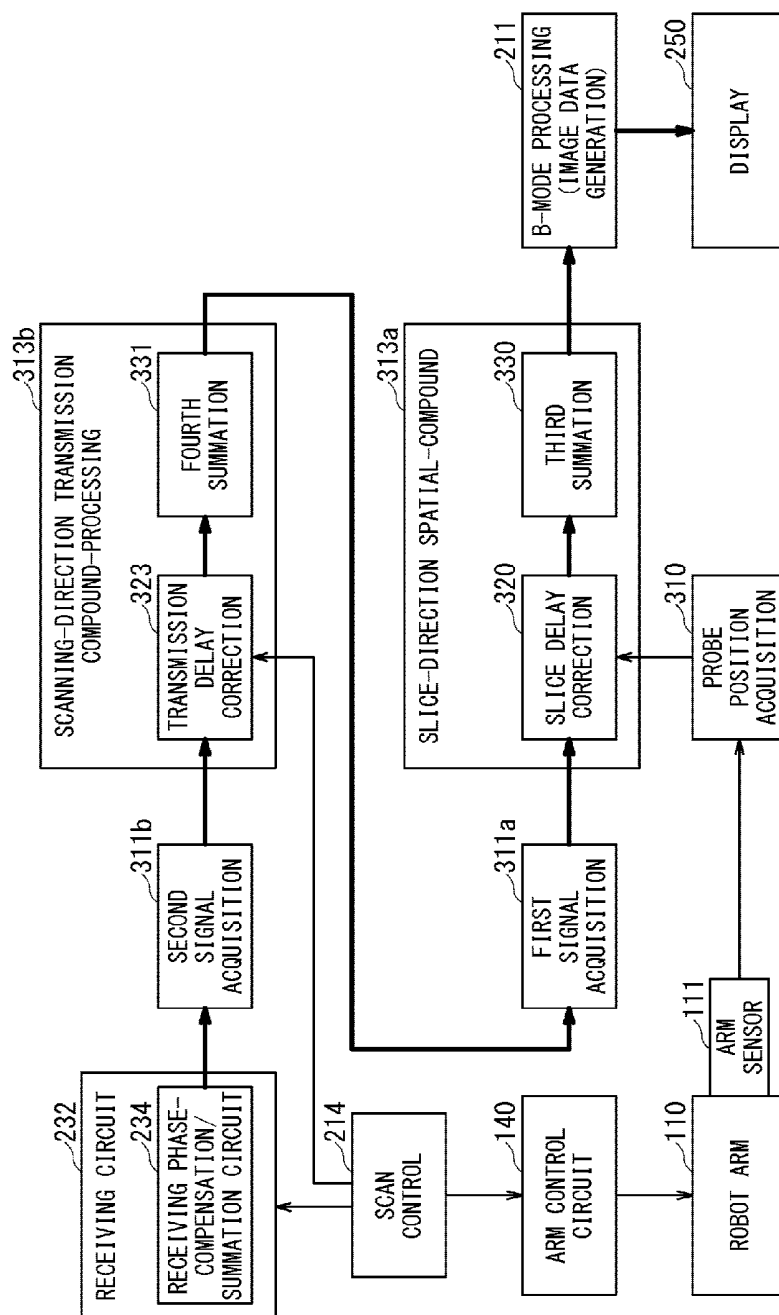 RECEIVING CIRCUIT
232
RECEIVING PHASE-
COMPENSATION/
SUMMATION CIRCUIT
234
SECOND
SIGNAL
ACQUISITION
311b
SCANNING-DIRECTION TRANSMISSION
COMPOUND-PROCESSING
313b
TRANSMISSION
DELAY
CORRECTION
323
FOURTH
SUMMATION
331
SCAN
CONTROL
214
FIRST
SIGNAL
ACQUISITION
311a
SLICE-DIRECTION SPATIAL-COMPOUND
313a
SLICE DELAY
CORRECTION
320
THIRD
SUMMATION
330
B-MODE PROCESSING
(IMAGE DATA
GENERATION)
211
ARM CONTROL
CIRCUIT
140
ROBOT ARM
110
ARM
SENSOR
111
PROBE
POSITION
ACQUISITION
310
DISPLAY
250